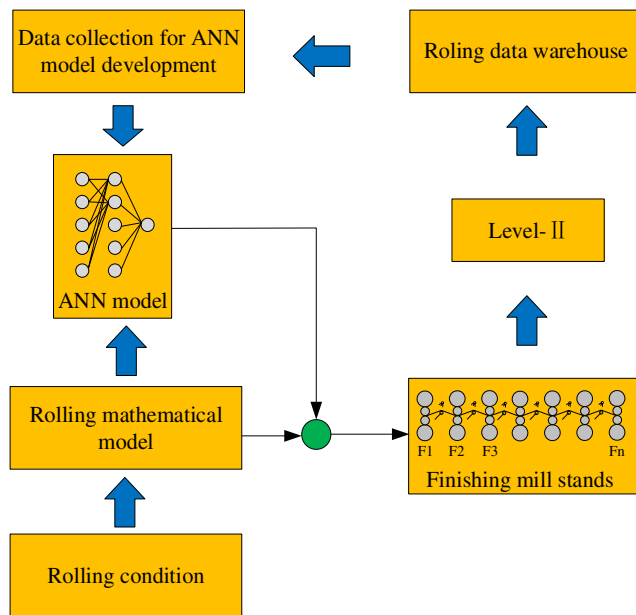 Data collection for ANN
model development
Roling data warehouse
Level-Ⅱ
ANN model
Rolling mathematical
model
F1 F2 F3 Fn
Finishing mill stands
Rolling condition